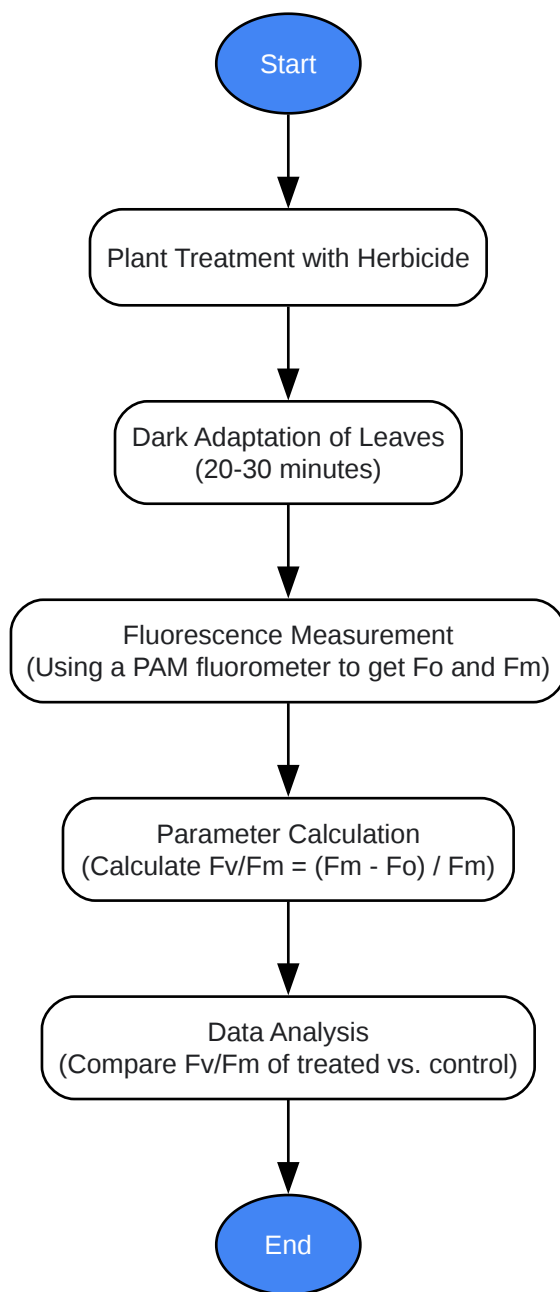 Start
Plant Treatment with Herbicide
Dark Adaptation of Leaves
(20-30 minutes)
Fluorescence Measurement
(Using a PAM fluorometer to get Fo and Fm)
Parameter Calculation
(Calculate Fv/Fm = (Fm - Fo) / Fm)
Data Analysis
(Compare Fv/Fm of treated vs. control)
End